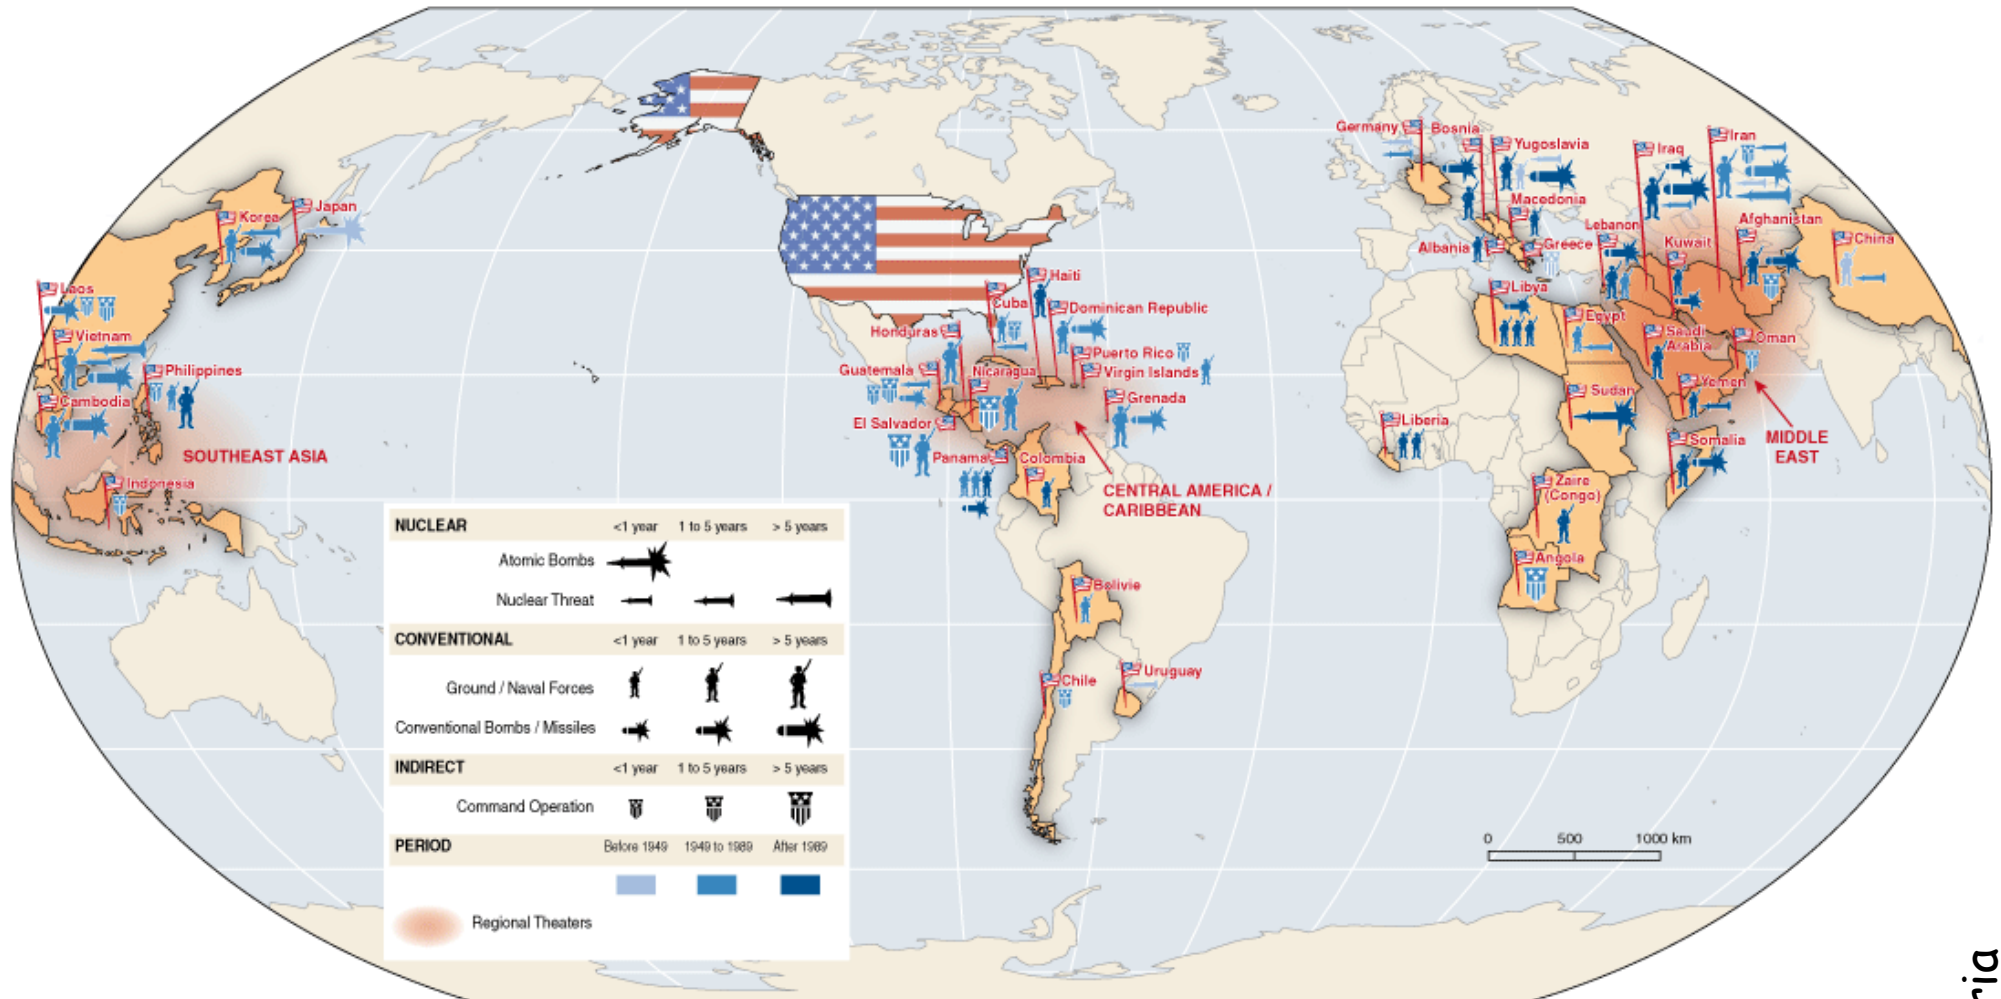 Germany
Bosnia
Yugoslavia
Iraq
Iran
Macedonia
Lebanon
Afghanistan
Albania
Greece
Kuwait
China
Libya
Egypt
Saudi
Arabia
Oman
Sudan
Yemen
Liberia
Somalia
MIDDLE
EAST
Zaire
(Congo)
Angola
Korea
Japan
Laos
Vietnam
Philippines
Cambodia
SOUTHEAST ASIA
Indonesia
Haiti
Cuba
Dominican Republic
Honduras
Puerto Rico
Guatemala
Nicaragua
Virgin Islands
Grenada
El Salvador
Panama
Colombia
CENTRAL AMERICA /
CARIBBEAN
Bolivie
Uruguay
Chile
NUCLEAR <1 year 1 to 5 years > 5 years
Atomic Bombs
Nuclear Threat
CONVENTIONAL <1 year 1 to 5 years > 5 years
Ground / Naval Forces
Conventional Bombs / Missiles
INDIRECT <1 year 1 to 5 years > 5 years
Command Operation
PERIOD Before 1949 1949 to 1989 After 1989
Regional Theaters
0 500 1000 km